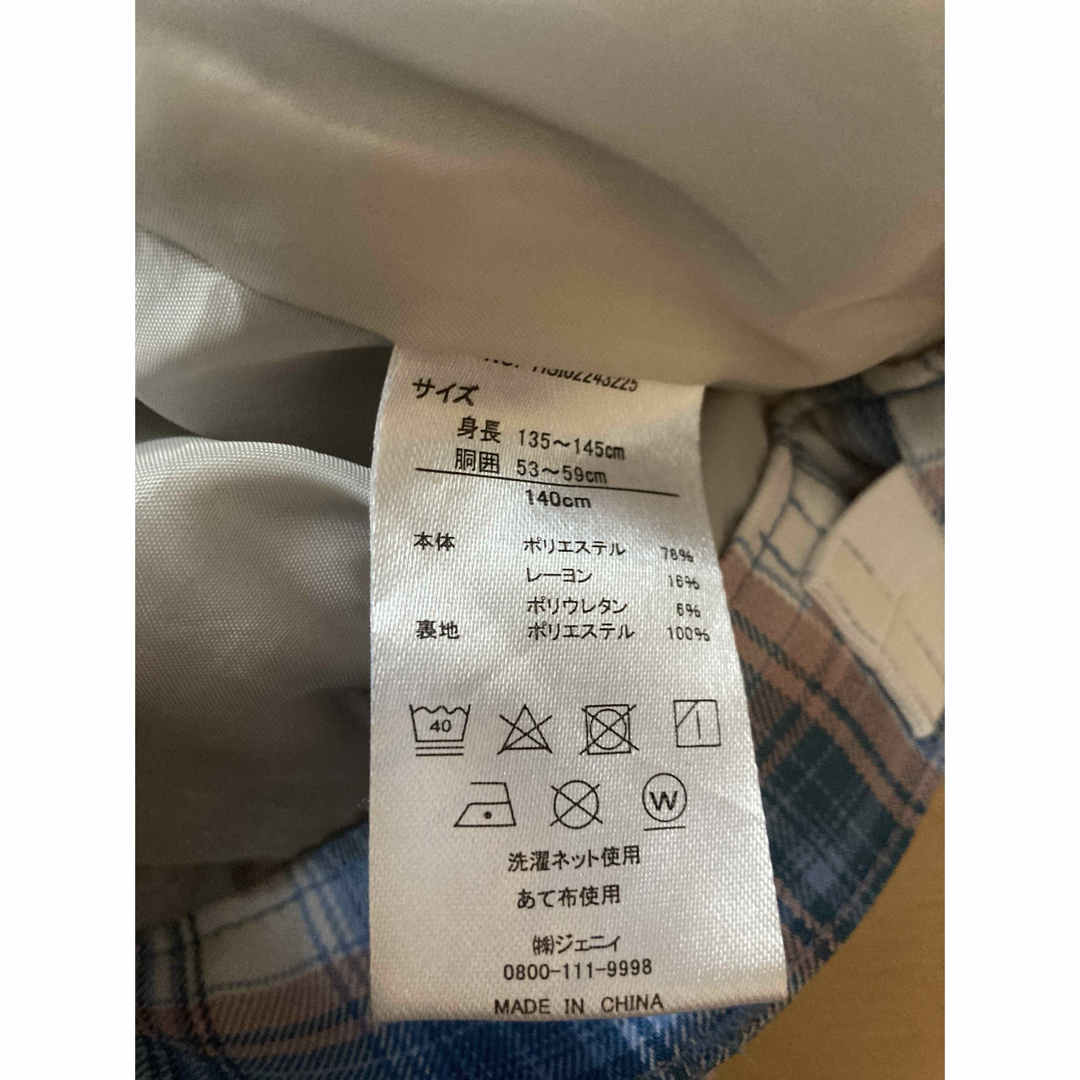 サイズ
身長 135～145cm
胴囲 53～59cm
140cm
本体 ポリエステル 78%
レーヨン 16%
ポリウレタン 6%
裏地 ポリエステル 100%
40
W
洗濯ネット使用
あて布使用
㈱ジェニィ
0800-111-9998
MADE IN CHINA